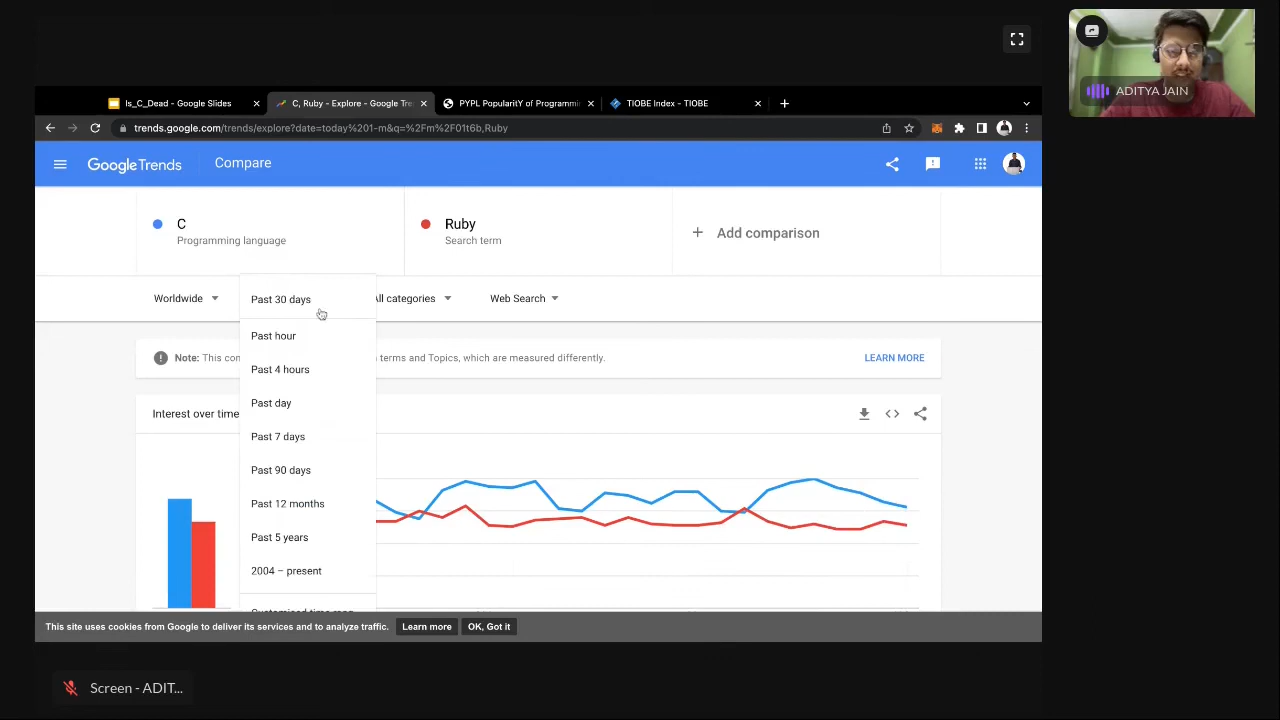 ADITYA JAIN
Is_C_Dead - Google Slides
C, Ruby - Explore - Google Tre
PYPL PopularitY of Programmin
TIOBE Index - TIOBE
trends.google.com/trends/explore?date=today%201-m&q=%2Fm%2F01t6b,Ruby
Google Trends
Compare
C
Programming language
Ruby
Search term
+ Add comparison
Worldwide
Past 30 days
All categories
Web Search
Past hour
Past 4 hours
Past day
Past 7 days
Past 90 days
Past 12 months
Past 5 years
2004 – present
Customised time rang
Note: This con
terms and Topics, which are measured differently.
LEARN MORE
Interest over time
This site uses cookies from Google to deliver its services and to analyze traffic.
Learn more
OK, Got it
Screen - ADIT...